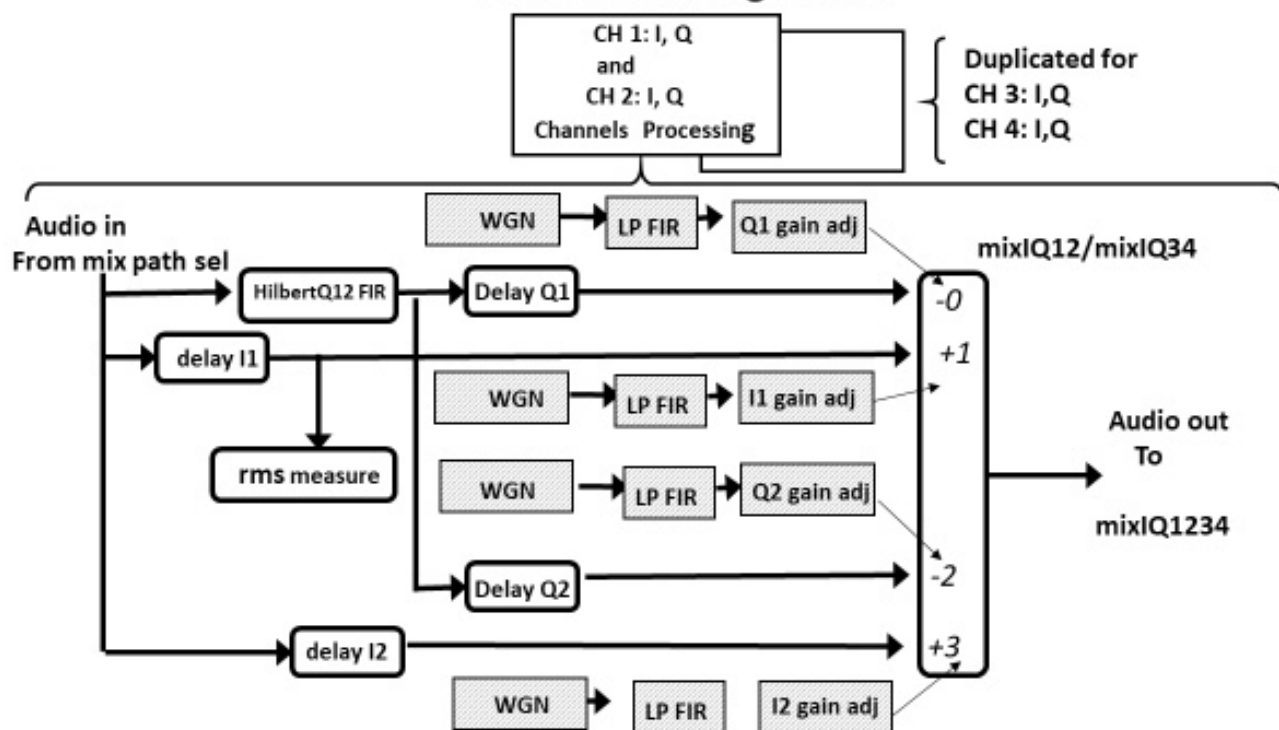 CH 1: I, Q
and
CH 2: I, Q
Channels Processing
Duplicated for
CH 3: I,Q
CH 4: I,Q
Audio in
From mix path sel
WGN
LP FIR
Q1 gain adj
mixIQ12/mixIQ34
HilbertQ12 FIR
Delay Q1
-0
delay I1
+1
WGN
LP FIR
I1 gain adj
rms measure
Audio out
To
mixIQ1234
WGN
LP FIR
Q2 gain adj
Delay Q2
-2
delay I2
+3
WGN
LP FIR
I2 gain adj